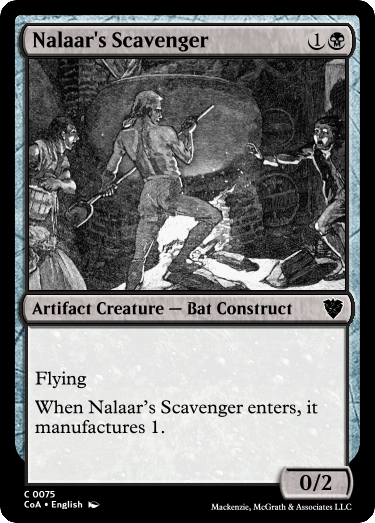 Nalaar's Scavenger 1
Artifact Creature — Bat Construct
Flying
When Nalaar's Scavenger enters, it
manufactures 1.
0/2
C 0075
CoA • English
Mackenzie, McGrath & Associates LLC